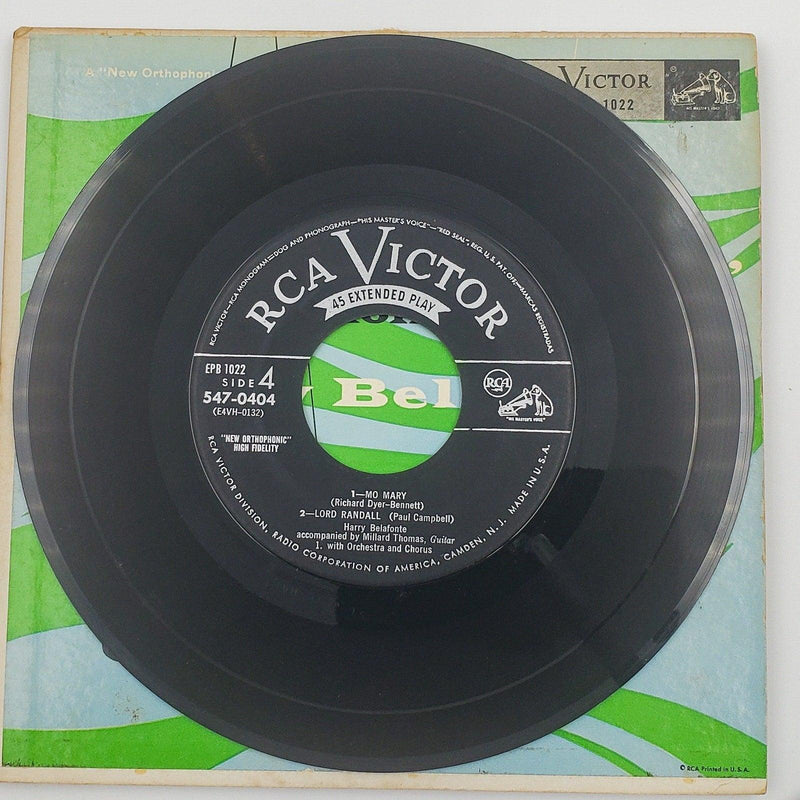 A "New Orthophoni
VICTOR
1022
HIS MASTER'S VOICE
RCA VICTOR—RCA MONOGRAM—DOG AND PHONOGRAPH—"HIS MASTER'S VOICE"—"RED SEAL" REG. U. S. PAT. OFF.—MARCAS REGISTRADAS
RCA VICTOR
45 EXTENDED PLAY
EPB 1022
SIDE 4
547-0404
(E4VH-0132)
"NEW ORTHOPHONIC"
HIGH FIDELITY
Bel
RCA
"HIS MASTER'S VOICE"
1—MO MARY
(Richard Dyer-Bennett)
2—LORD RANDALL (Paul Campbell)
Harry Belafonte
accompanied by Millard Thomas, Guitar
1. with Orchestra and Chorus
RCA VICTOR DIVISION, RADIO CORPORATION OF AMERICA, CAMDEN, N. J. MADE IN U. S. A.
© RCA Printed in U. S. A.